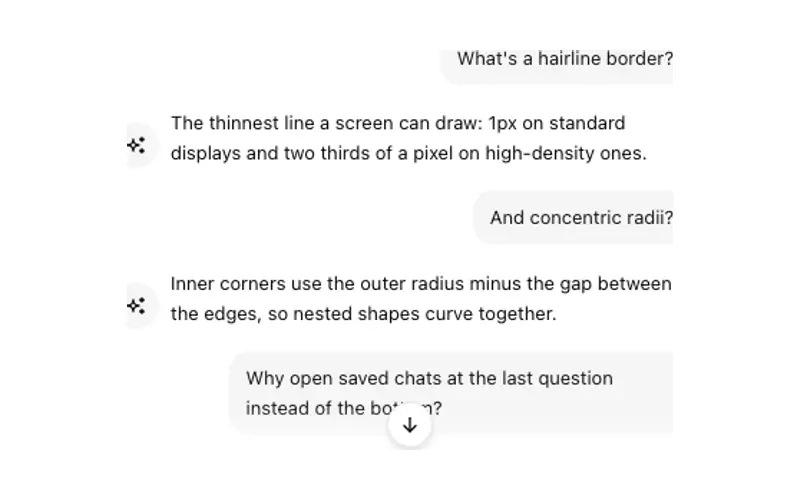 What's a hairline border?
The thinnest line a screen can draw: 1px on standard
displays and two thirds of a pixel on high-density ones.
And concentric radii?
Inner corners use the outer radius minus the gap between
the edges, so nested shapes curve together.
Why open saved chats at the last question
instead of the bottom?